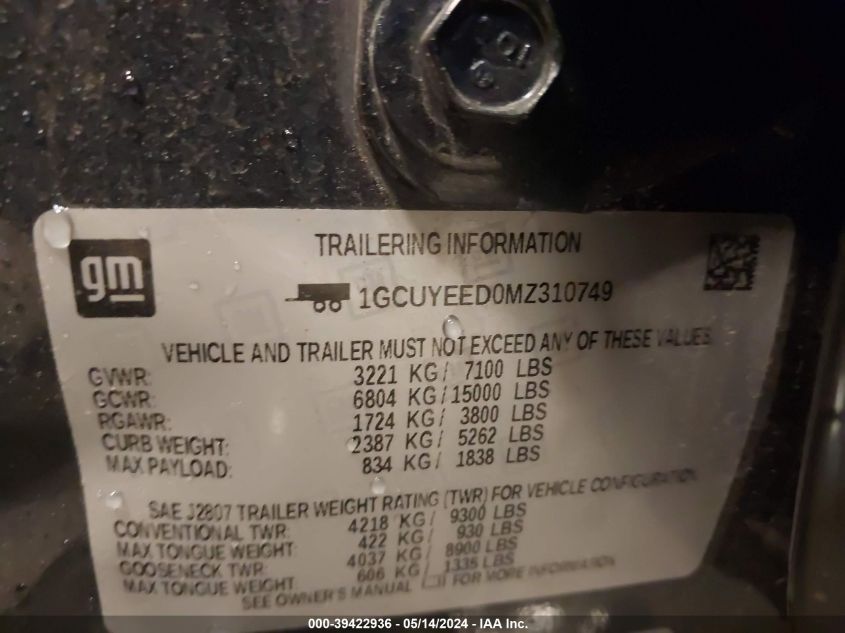 10.
gm
TRAILERING INFORMATION
1GCUYEED0MZ310749
VEHICLE AND TRAILER MUST NOT EXCEED ANY OF THESE VALUES.
GVWR: 3221 KG/ 7100 LBS
GCWR: 6804 KG/15000 LBS
RGAWR: 1724 KG/ 3800 LBS
CURB WEIGHT: 2387 KG/ 5262 LBS
MAX PAYLOAD: 834 KG/ 1838 LBS
SAE J2807 TRAILER WEIGHT RATING (TWR) FOR VEHICLE CONFIGURATION
CONVENTIONAL TWR: 4218 KG/ 9300 LBS
MAX TONGUE WEIGHT: 422 KG/ 930 LBS
GOOSENECK TWR: 4037 KG/ 8900 LBS
MAX TONGUE WEIGHT: 606 KG/ 1335 LBS
SEE OWNER'S MANUAL FOR MORE INFORMATION
000-39422936 - 05/14/2024 - IAA Inc.